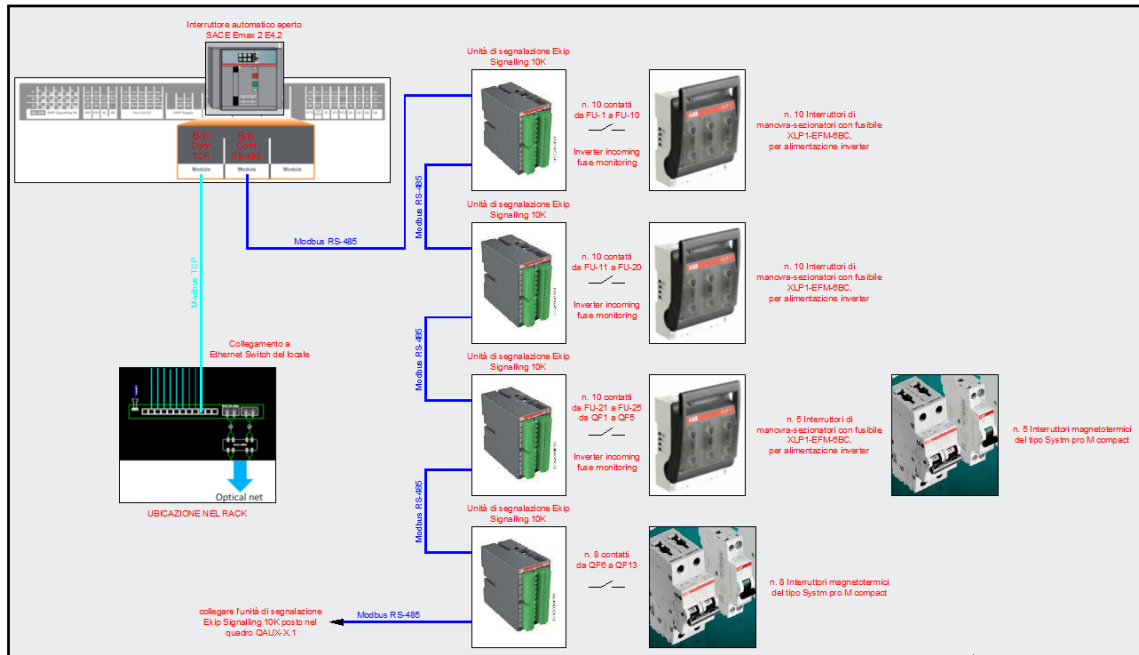 Interruttore automatico aperto
SACE Emax 2 E4.2
Com
TCP
Com
RS-485
Module
Module
Module
Modbus RS-485
Modbus TCP
Collegamento a
Ethernet Switch del locale
Optical net
UBICAZIONE NEL RACK
Unità di segnalazione Ekip
Signalling 10K
n. 10 contatti
da FU-1 a FU-10
Inverter incoming
fuse monitoring
n. 10 Interruttori di
manovra-sezionatori con fusibile
XLP1-EFM-6BC,
per alimentazione inverter
Modbus RS-485
Unità di segnalazione Ekip
Signalling 10K
n. 10 contatti
da FU-11 a FU-20
Inverter incoming
fuse monitoring
n. 10 Interruttori di
manovra-sezionatori con fusibile
XLP1-EFM-6BC,
per alimentazione inverter
Modbus RS-485
Unità di segnalazione Ekip
Signalling 10K
n. 10 contatti
da FU-21 a FU-25
da QF1 a QF5
Inverter incoming
fuse monitoring
n. 5 Interruttori di
manovra-sezionatori con fusibile
XLP1-EFM-6BC,
per alimentazione inverter
n. 5 Interruttori magnetotermici
del tipo Systm pro M compact
Modbus RS-485
Unità di segnalazione Ekip
Signalling 10K
n. 8 contatti
da QF6 a QF13
n. 8 Interruttori magnetotermici
del tipo Systm pro M compact
collegare l'unità di segnalazione
Ekip Signalling 10K posto nel
quadro QAUX-X.1
Modbus RS-485